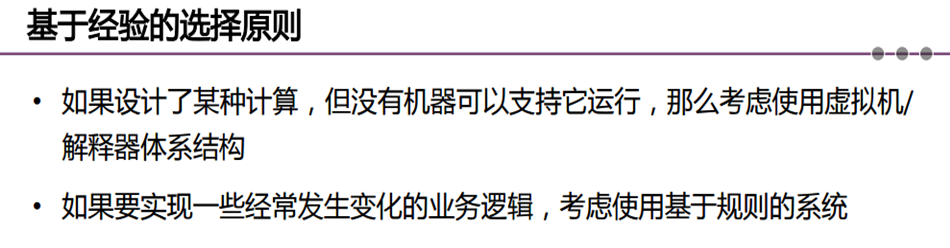 基于经验的选择原则
• 如果设计了某种计算，但没有机器可以支持它运行，那么考虑使用虚拟机/
解释器体系结构
• 如果要实现一些经常发生变化的业务逻辑，考虑使用基于规则的系统